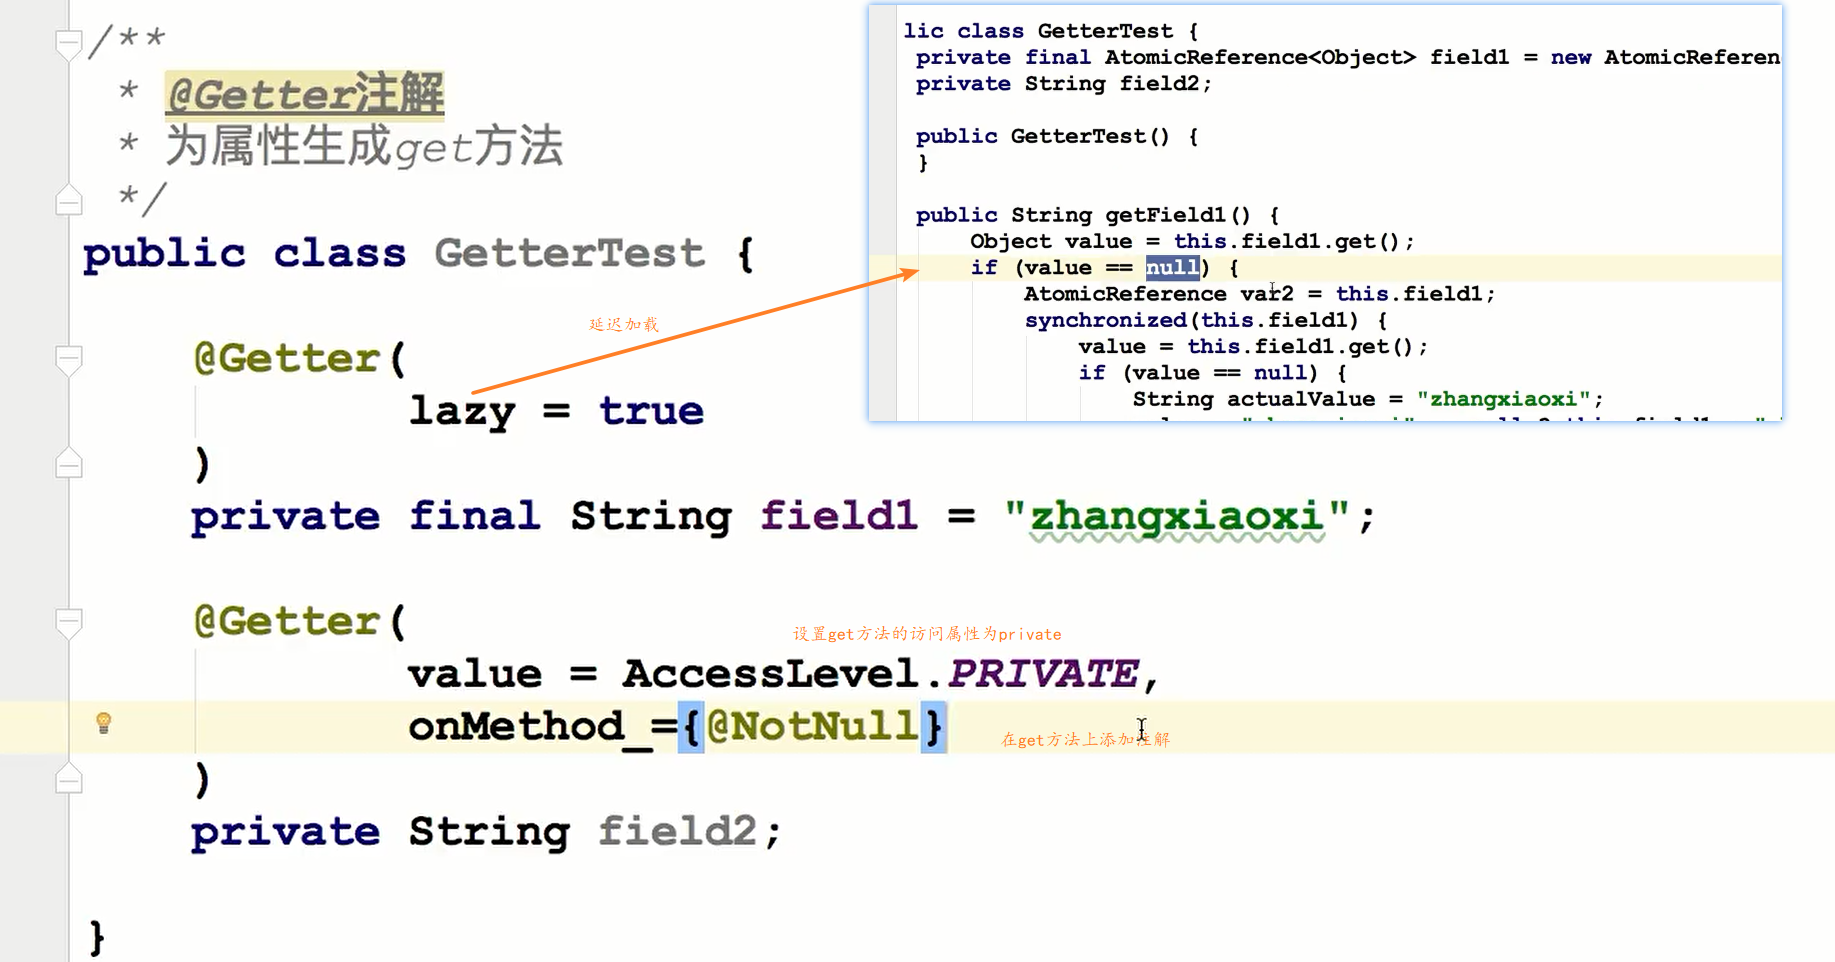 /**
* @Getter注解
* 为属性生成get方法
*/
public class GetterTest {
@Getter(
lazy = true
)
private final String field1 = "zhangxiaoxi";
@Getter(
value = AccessLevel.PRIVATE,
onMethod_={@NotNull}
)
private String field2;
}
延迟加载
设置get方法的访问属性为private
在get方法上添加注解
lic class GetterTest {
private final AtomicReference<Object> field1 = new AtomicReferen
private String field2;
public GetterTest() {
}
public String getField1() {
Object value = this.field1.get();
if (value == null) {
AtomicReference var2 = this.field1;
synchronized(this.field1) {
value = this.field1.get();
if (value == null) {
String actualValue = "zhangxiaoxi";